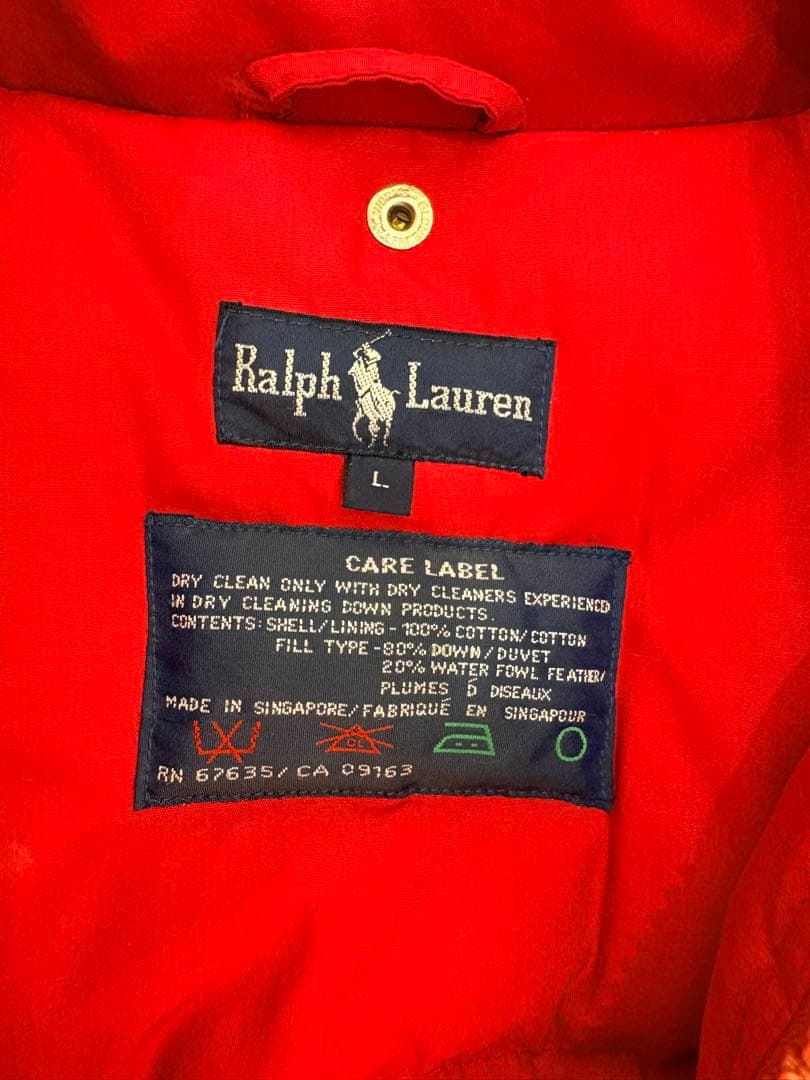 Ralph Lauren
L
CARE LABEL
DRY CLEAN ONLY WITH DRY CLEANERS EXPERIENCED
IN DRY CLEANING DOWN PRODUCTS.
CONTENTS: SHELL/LINING - 100% COTTON/COTTON
FILL TYPE - 80% DOWN/DUVET
20% WATER FOWL FEATHER/
PLUMES D́ DISEAUX
MADE IN SINGAPORE/FABRIQUÉ EN SINGAPOUR
CL
RN 67635/ CA 09163